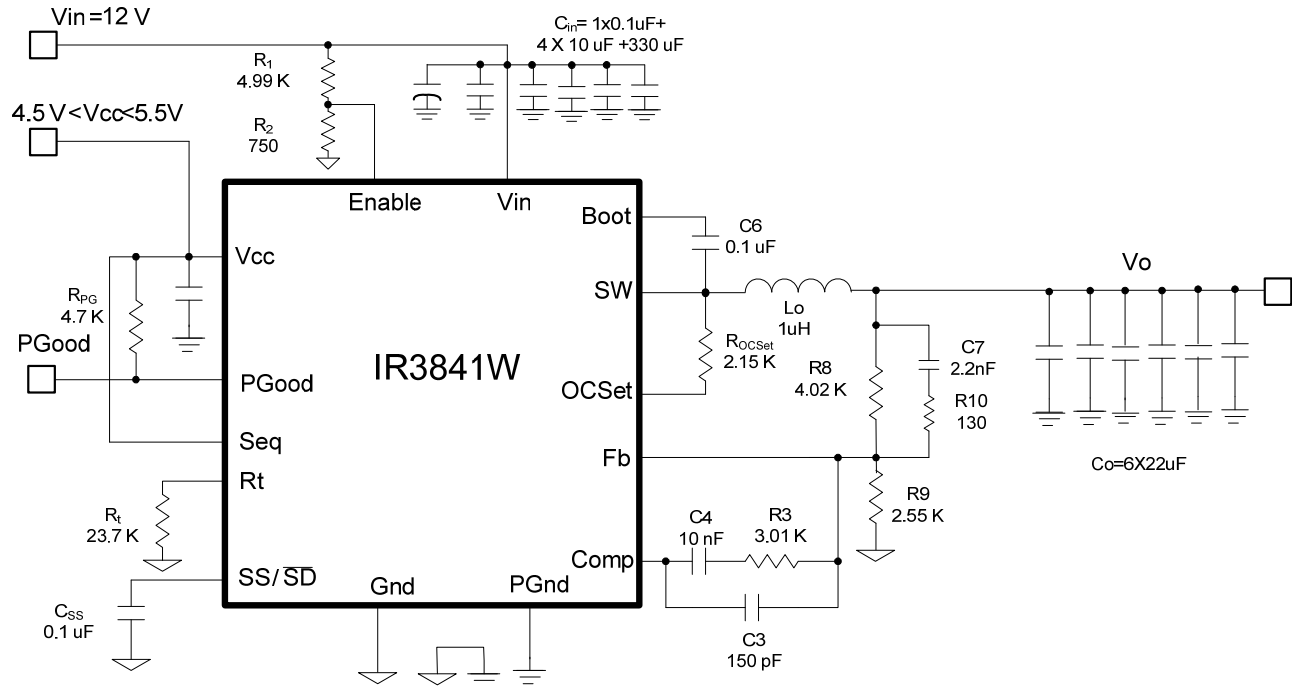 Vin =12 V
Cin= 1x0.1uF+
4 X 10 uF +330 uF
R1
4.99 K
4.5 V <Vcc<5.5V
R2
750
Enable
Vin
Boot
C6
0.1 uF
Vcc
SW
Vo
Lo
1uH
RPG
4.7 K
PGood
PGood
IR3841W
ROCSet
2.15 K
OCSet
R8
4.02 K
C7
2.2nF
R10
130
Seq
Fb
Co=6X22uF
Rt
Rt
23.7 K
R9
2.55 K
C4
10 nF
R3
3.01 K
Comp
SS/ SD
Gnd
PGnd
CSS
0.1 uF
C3
150 pF